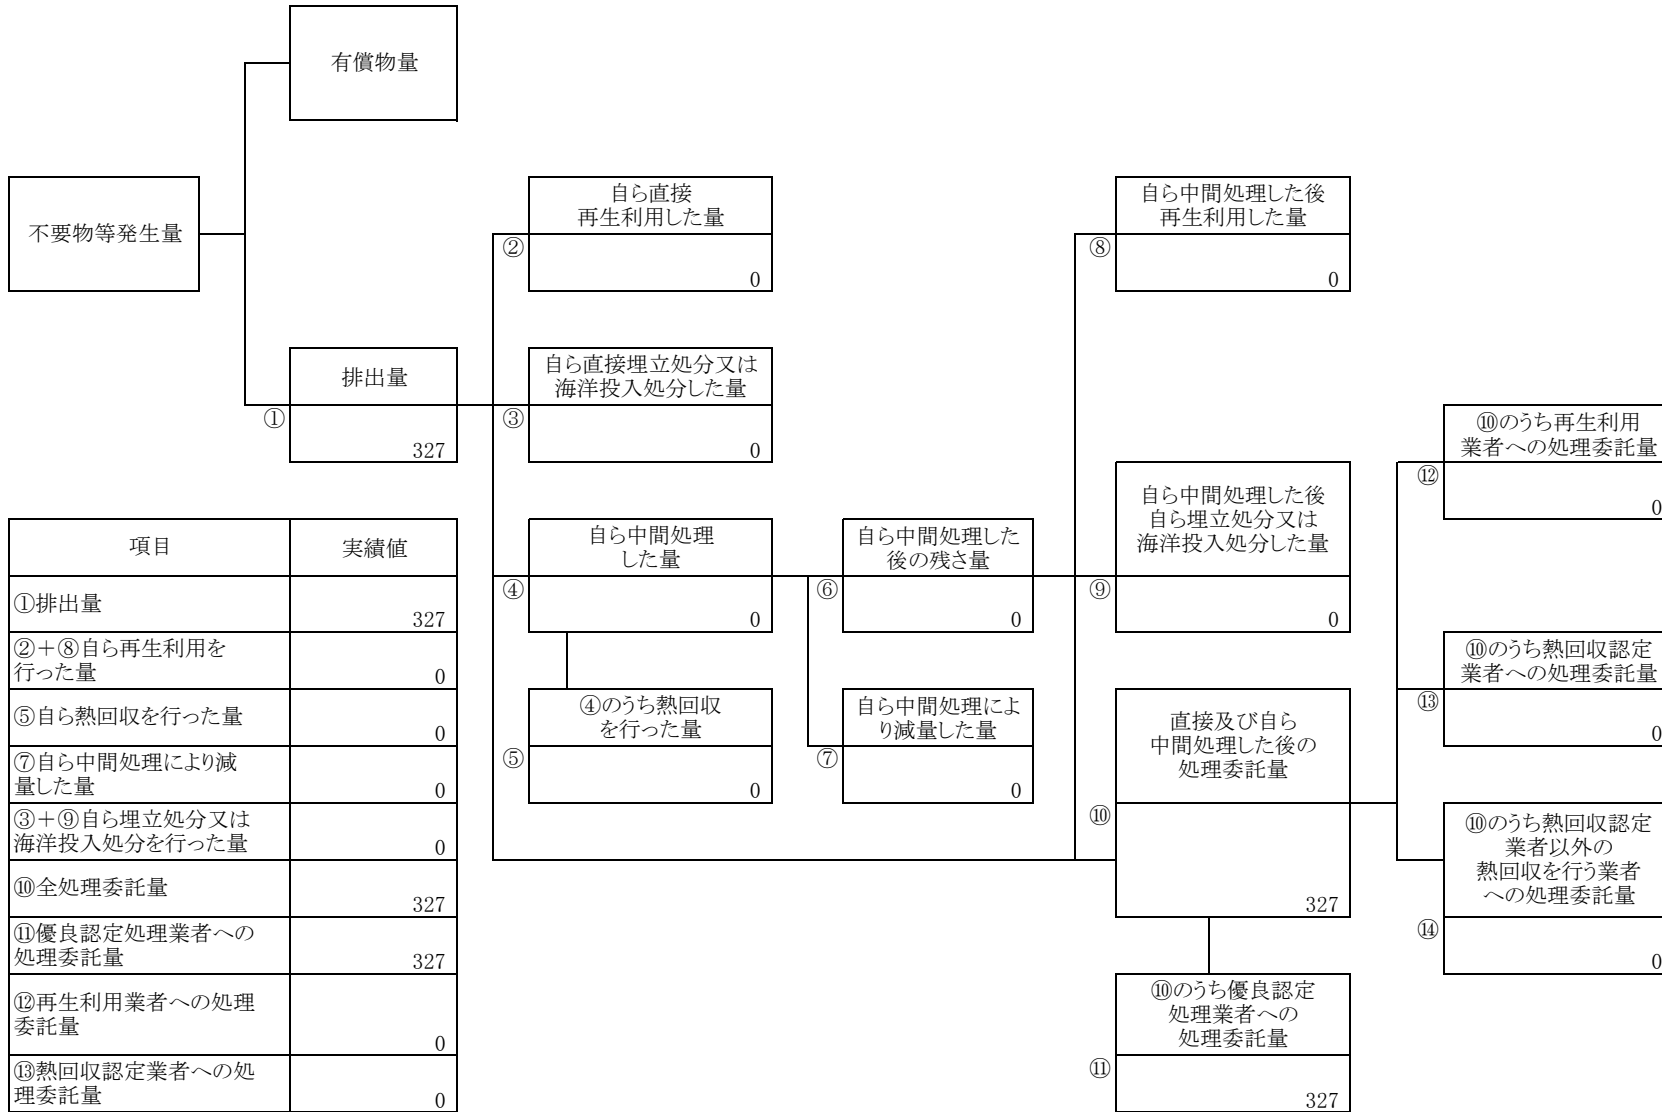 有償物量
不要物等発生量
自ら直接
再生利用した量
②
0
自ら中間処理した後
再生利用した量
⑧
0
排出量
①
327
自ら直接埋立処分又は
海洋投入処分した量
③
0
⑩のうち再生利用
業者への処理委託量
⑫
0
自ら中間処理
した量
④
0
自ら中間処理した
後の残さ量
⑥
0
自ら中間処理した後
自ら埋立処分又は
海洋投入処分した量
⑨
0
⑩のうち熱回収認定
業者への処理委託量
⑬
0
④のうち熱回収
を行った量
⑤
0
自ら中間処理によ
り減量した量
⑦
0
直接及び自ら
中間処理した後の
処理委託量
⑩
327
⑩のうち熱回収認定
業者以外の
熱回収を行う業者
への処理委託量
⑭
0
⑩のうち優良認定
処理業者への
処理委託量
⑪
327
項目 実績値
①排出量 327
②+⑧自ら再生利用を
行った量 0
⑤自ら熱回収を行った量 0
⑦自ら中間処理により減
量した量 0
③+⑨自ら埋立処分又は
海洋投入処分を行った量 0
⑩全処理委託量 327
⑪優良認定処理業者への
処理委託量 327
⑫再生利用業者への処理
委託量 0
⑬熱回収認定業者への処
理委託量 0